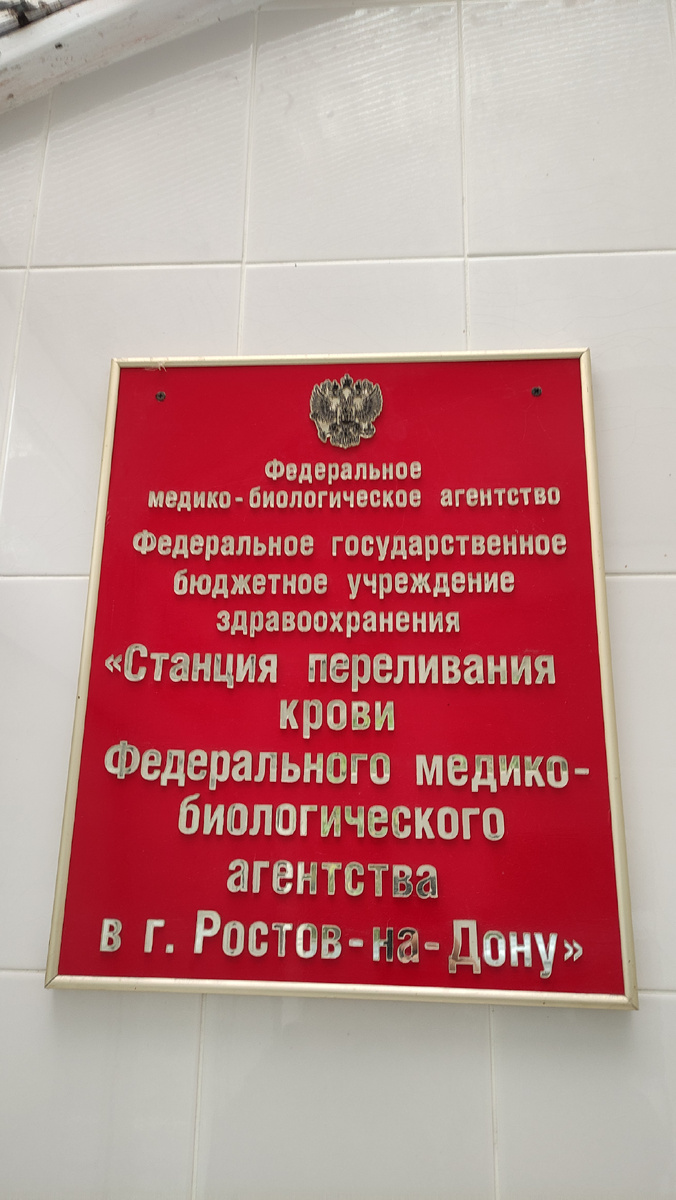 Федеральное
медико-биологическое агентство
Федеральное государственное
бюджетное учреждение
здравоохранения
«Станция переливания
крови
Федерального медико-
биологического
агентства
в г. Ростов-на-Дону»